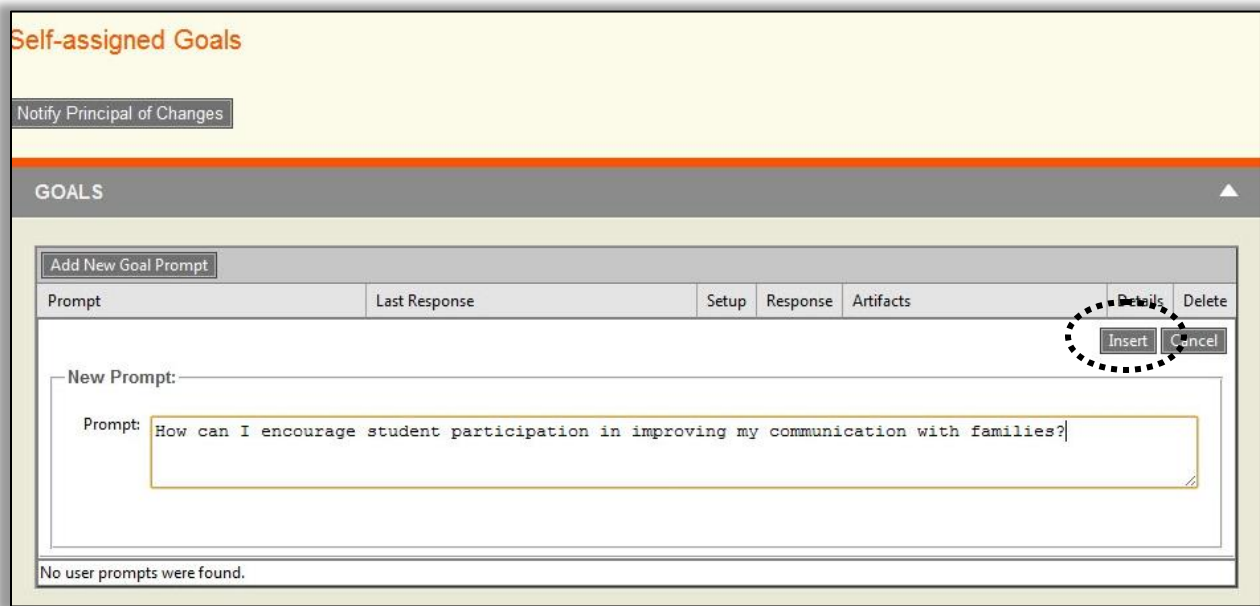 Self-assigned Goals
Notify Principal of Changes
GOALS
Add New Goal Prompt
Prompt Last Response Setup Response Artifacts Details Delete
Insert Cancel
New Prompt:
Prompt: How can I encourage student participation in improving my communication with families?
No user prompts were found.